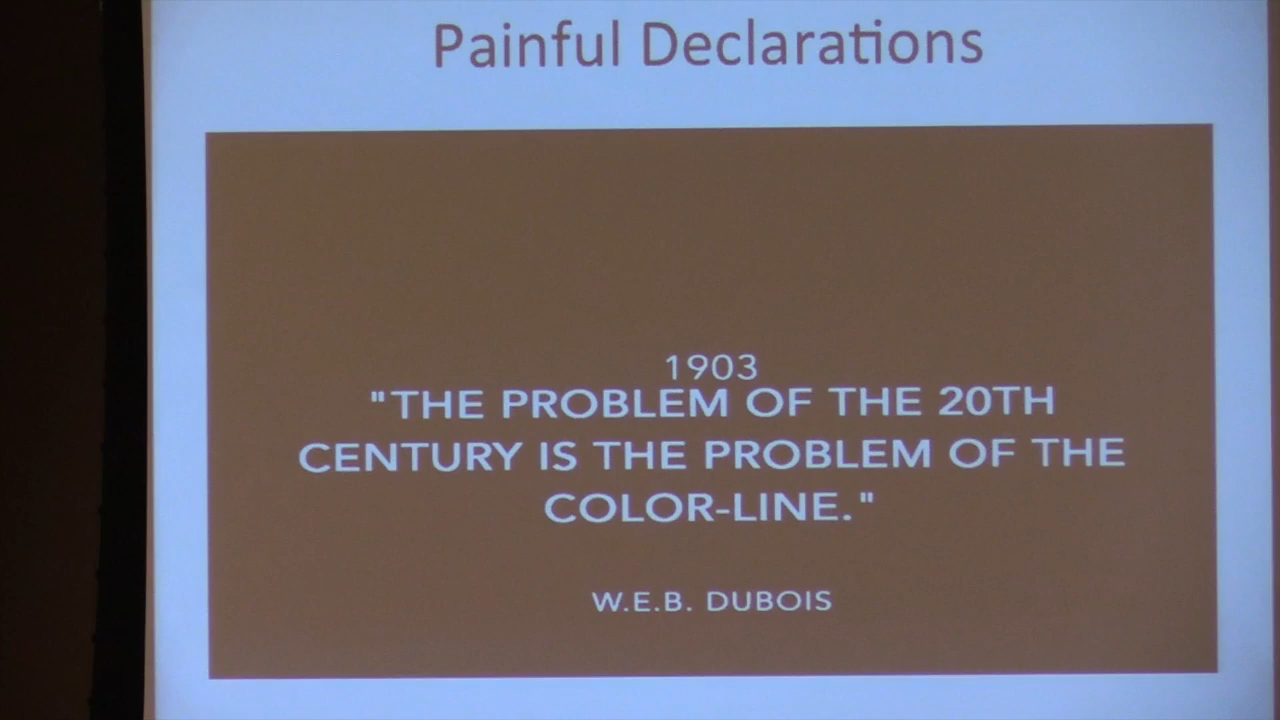 Painful Declarations
1903
"THE PROBLEM OF THE 20TH
CENTURY IS THE PROBLEM OF THE
COLOR-LINE."
W.E.B. DUBOIS